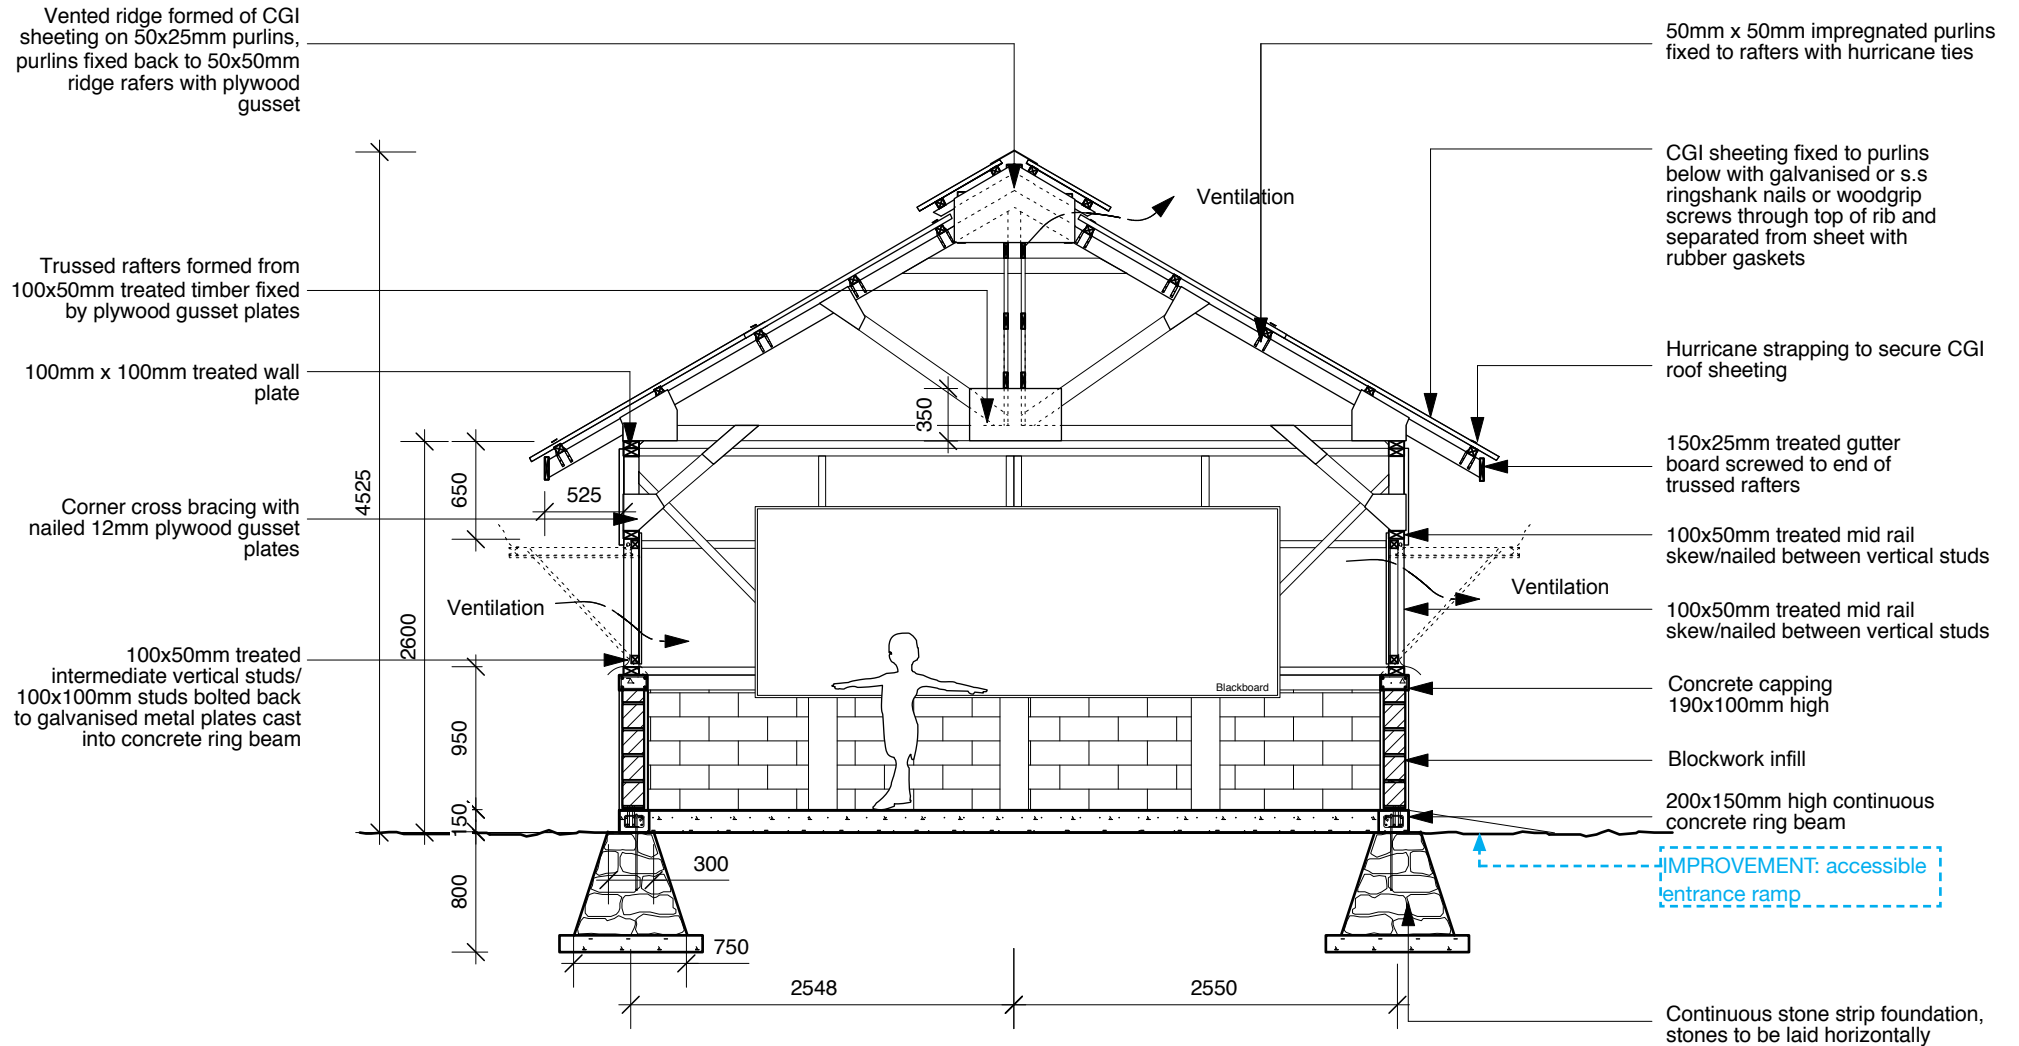 Vented ridge formed of CGI
sheeting on 50x25mm purlins,
purlins fixed back to 50x50mm
ridge rafers with plywood
gusset
Trussed rafters formed from
100x50mm treated timber fixed
by plywood gusset plates
100mm x 100mm treated wall
plate
Corner cross bracing with
nailed 12mm plywood gusset
plates
100x50mm treated
intermediate vertical studs/
100x100mm studs bolted back
to galvanised metal plates cast
into concrete ring beam
4525
2600
650
950
150
800
525
350
300
750
2548
2550
Ventilation
Ventilation
Ventilation
Blackboard
50mm x 50mm impregnated purlins
fixed to rafters with hurricane ties
CGI sheeting fixed to purlins
below with galvanised or s.s
ringshank nails or woodgrip
screws through top of rib and
separated from sheet with
rubber gaskets
Hurricane strapping to secure CGI
roof sheeting
150x25mm treated gutter
board screwed to end of
trussed rafters
100x50mm treated mid rail
skew/nailed between vertical studs
100x50mm treated mid rail
skew/nailed between vertical studs
Concrete capping
190x100mm high
Blockwork infill
200x150mm high continuous
concrete ring beam
IMPROVEMENT: accessible
entrance ramp
Continuous stone strip foundation,
stones to be laid horizontally